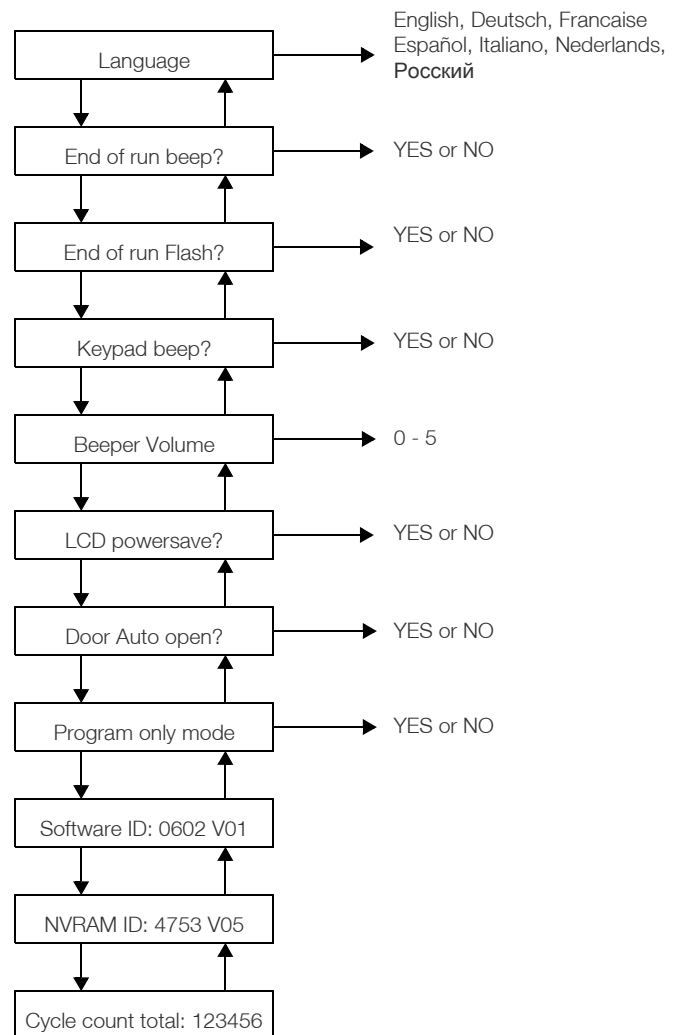 English, Deutsch, Francaise
Español, Italiano, Nederlands,
Росский
Language
End of run beep?
YES or NO
End of run Flash?
YES or NO
Keypad beep?
YES or NO
Beeper Volume
0 - 5
LCD powersave?
YES or NO
Door Auto open?
YES or NO
Program only mode
YES or NO
Software ID: 0602 V01
NVRAM ID: 4753 V05
Cycle count total: 123456